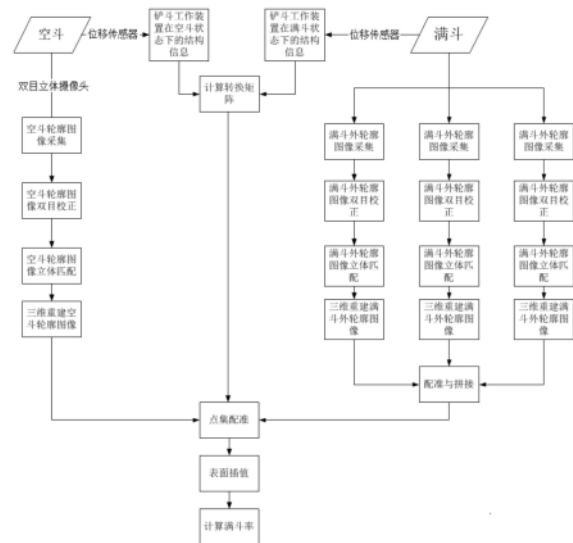 空斗
位移传感器
铲斗工作装
置在空斗状
态下的结构
信息
铲斗工作装
置在满斗状
态下的结构
信息
位移传感器
满斗
双目立体摄像头
计算转换矩
阵
空斗轮廓图
像采集
空斗轮廓图
像双目校正
空斗轮廓图
像立体匹配
三维重建空
斗轮廓图像
满斗外轮廓
图像采集
满斗外轮廓
图像双目校
正
满斗外轮廓
图像立体匹
配
三维重建满
斗外轮廓图
像
满斗外轮廓
图像采集
满斗外轮廓
图像双目校
正
满斗外轮廓
图像立体匹
配
三维重建满
斗外轮廓图
像
满斗外轮廓
图像采集
满斗外轮廓
图像双目校
正
满斗外轮廓
图像立体匹
配
三维重建满
斗外轮廓图
像
配准与拼接
点集配准
表面插值
计算满斗率